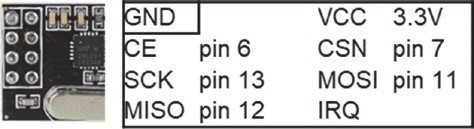 GND VCC 3.3V
CE pin 6 CSN pin 7
SCK pin 13 MOSI pin 11
MISO pin 12 IRQ